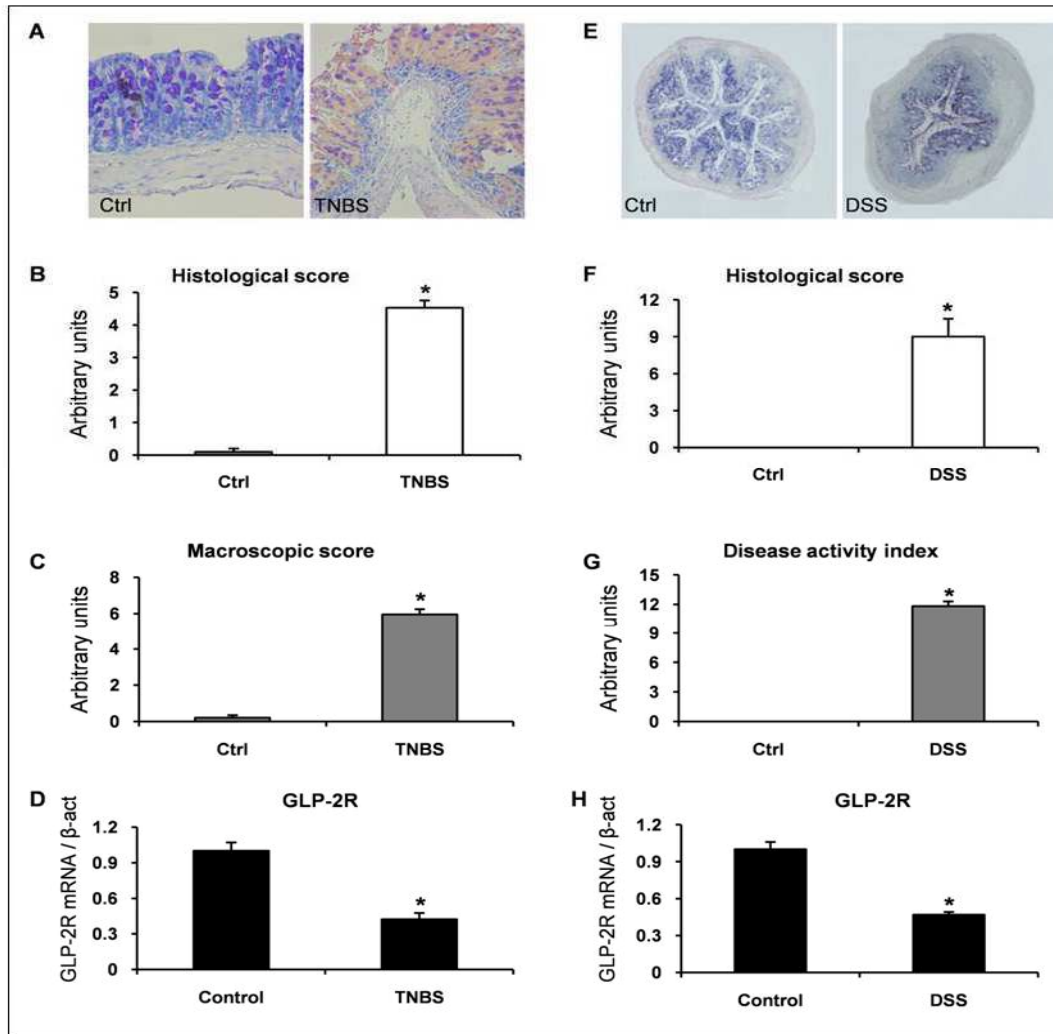 A
Ctrl
TNBS
B
Histological score
Arbitrary units
5
4
3
2
1
0
Ctrl
TNBS
*
C
Macroscopic score
Arbitrary units
8
6
4
2
0
Ctrl
TNBS
*
D
GLP-2R
GLP-2R mRNA / β-act
1.2
0.9
0.6
0.3
0
Control
TNBS
*
E
Ctrl
DSS
F
Histological score
Arbitrary units
12
9
6
3
0
Ctrl
DSS
*
G
Disease activity index
Arbitrary units
15
12
9
6
3
0
Ctrl
DSS
*
H
GLP-2R
GLP-2R mRNA / β-act
1.2
0.9
0.6
0.3
0
Control
DSS
*